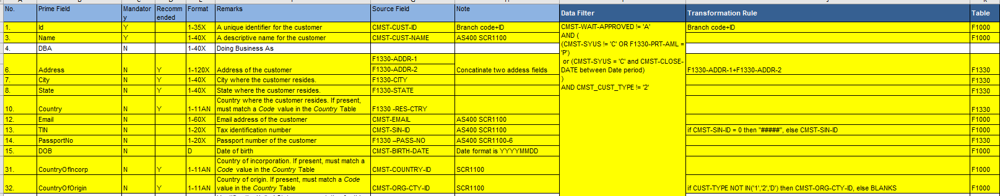 No. Prime Field Mandatory Recommended Format Remarks Source Field Note Data Filter Transformation Rule Table
1. Id Y 1-35X A unique identifier for the customer CMST-CUST-ID Branch code+ID Branch code+ID F1000
3. Name Y 1-40X A descriptive name for the customer CMST-CUST-NAME AS400 SCR1100 F1000
4. DBA N 1-40X Doing Business As
F1330-ADDR-1
6. Address N Y 1-120X Address of the customer F1330-ADDR-2 Concatinate two addess fields F1330-ADDR-1+F1330-ADDR-2 F1330
7. City N Y 1-40X City where the customer resides. F1330-CITY F1330
8. State N Y 1-40X State where the customer resides. F1330-STATE F1330
Country where the customer resides. If present,
10. Country N Y 1-11AN must match a Code value in the Country Table F1330 -RES-CTRY F1330
12. Email N 1-60X Email address of the customer CMST-EMAIL AS400 SCR1100 F1000
13. TIN N 1-20X Tax identification number CMST-SIN-ID AS400 SCR1100 if CMST-SIN-ID = 0 then "#####", else CMST-SIN-ID F1000
14. PassportNo N 1-20X Passport number of the customer F1330 –PASS-NO AS400 SCR1100-6 F1330
15. DOB N D Date of birth CMST-BIRTH-DATE Date format is YYYYMMDD F1000
Country of incorporation. If present, must match a
31. CountryOfIncorp N Y 1-11AN Code value in the Country Table CMST-COUNTRY-ID SCR1100 F1000
Country of origin. If present, must match a Code
32. CountryOfOrigin N Y 1-11AN value in the Country Table CMST-ORG-CTY-ID SCR1100 if CUST-TYPE NOT IN('1','2','D') then CMST-ORG-CTY-ID, else BLANKS F1000
CMST-WAIT-APPROVED != 'A'
AND (
(CMST-SYUS != 'C' OR F1330-PRT-AML =
'P')
or (CMST-SYUS = 'C' and CMST-CLOSE-
DATE between Date period)
)
AND CMST_CUST_TYPE != '2'